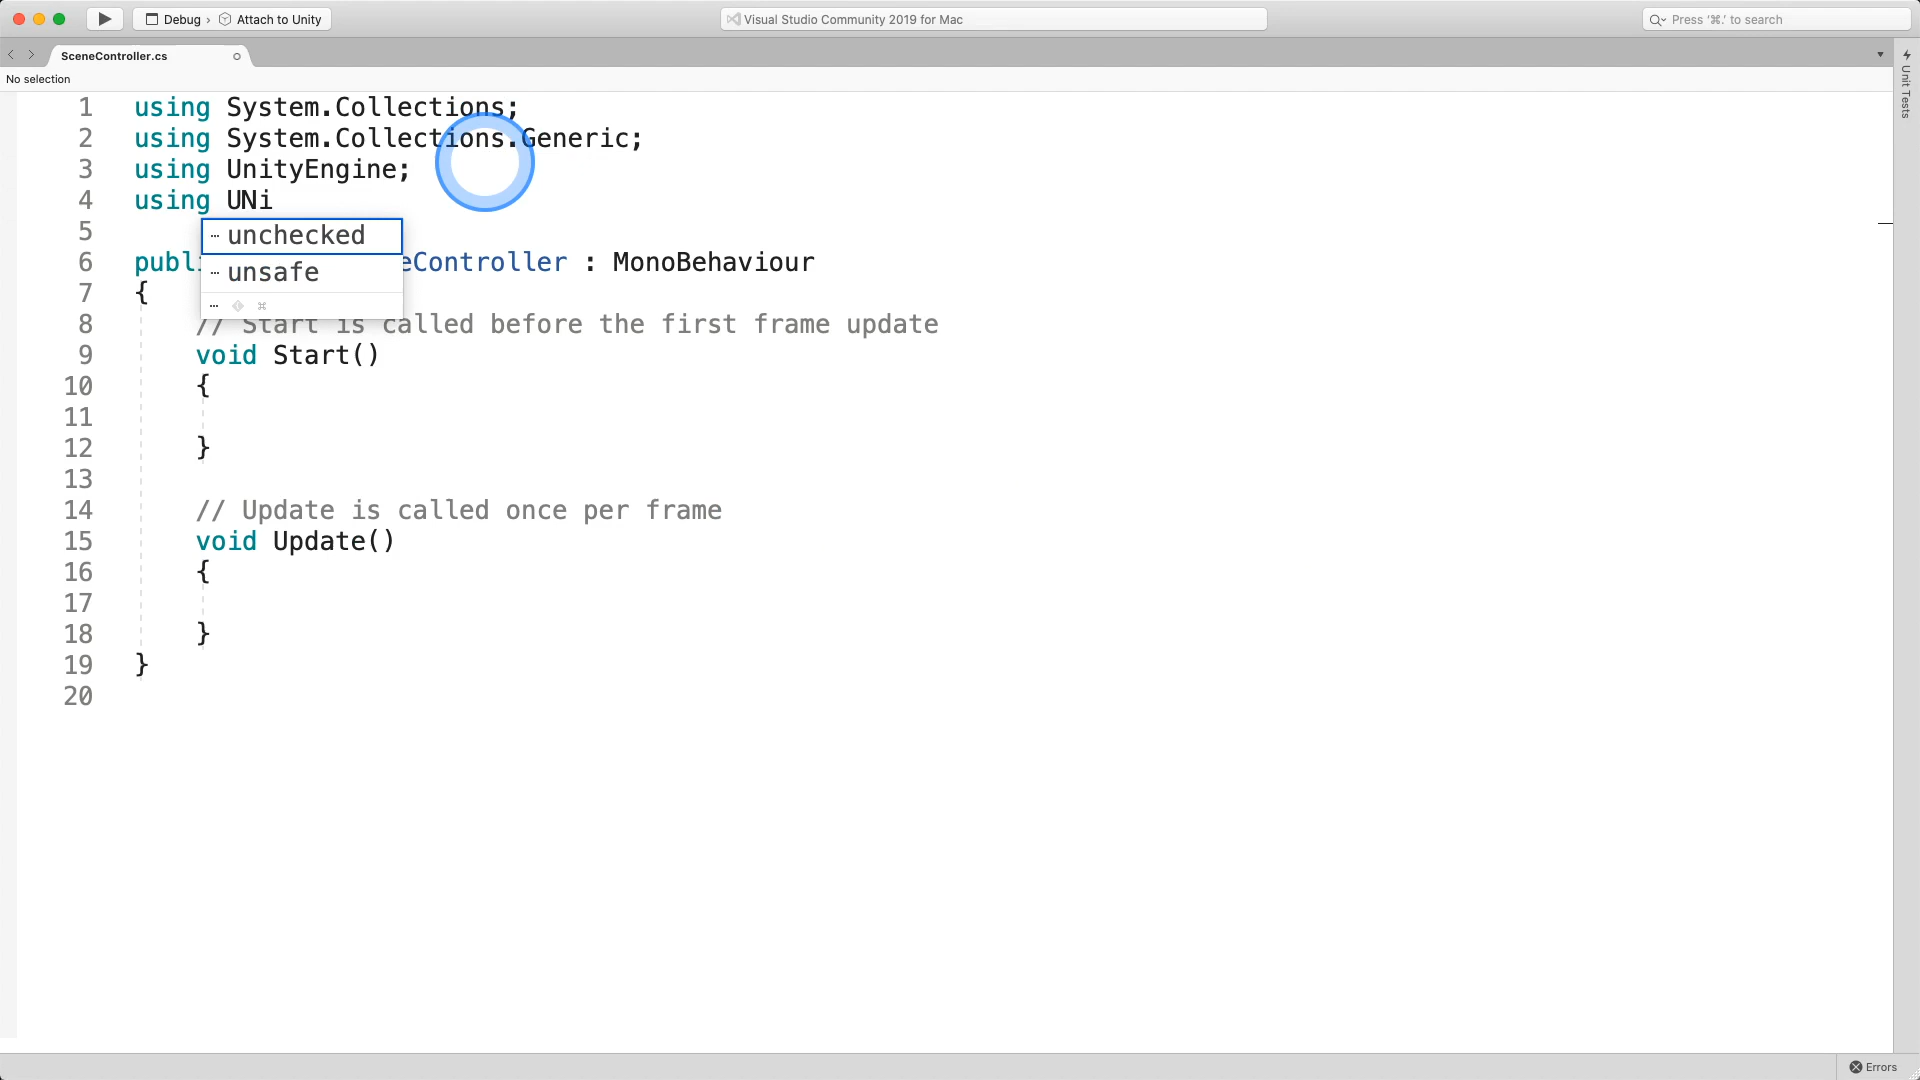 Debug › Attach to Unity
Visual Studio Community 2019 for Mac
Press '⌘.' to search
SceneController.cs
No selection
Unit Tests
1 using System.Collections;
2 using System.Collections.Generic;
3 using UnityEngine;
4 using UNi
5
unchecked
6 publi eController : MonoBehaviour
unsafe
7 {
8 // Start is called before the first frame update
9 void Start()
10 {
11
12 }
13
14 // Update is called once per frame
15 void Update()
16 {
17
18 }
19 }
20
Errors